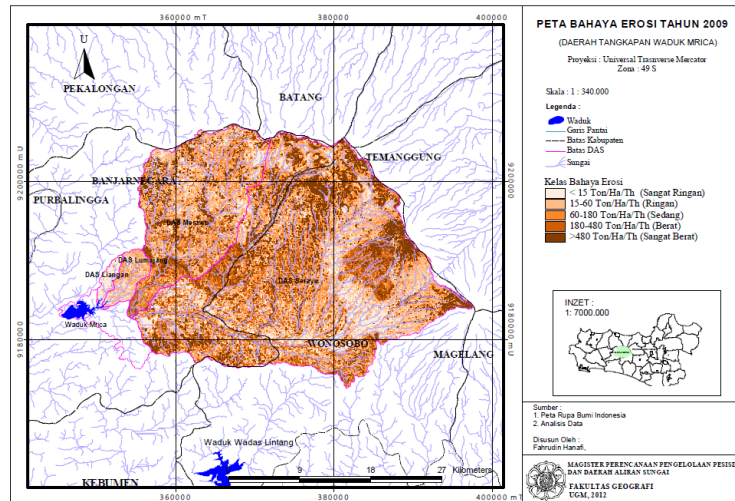 360000 mT
380000
400000
U
PEKALONGAN
BATANG
TEMANGGUNG
BANJARNEGARA
PURBALINGGA
9200000
9200000
DAS Merawu
DAS Lumajang
DAS Liangan
DAS Serayu
Waduk Mrica
9180000
9180000 mU
WONOSOBO
MAGELANG
Waduk Wadas Lintang
9
18
27 Kilometers
KEBUMEN
360000
380000
400000 mT
PETA BAHAYA EROSI TAHUN 2009
(DAERAH TANGKAPAN WADUK MRICA)
Proyeksi : Universal Trasnverse Mercator
Zona : 49 S
Skala : 1 : 340.000
Legenda :
Waduk
Garis Pantai
Batas Kabupaten
Batas DAS
Sungai
Kelas Bahaya Erosi
< 15 Ton/Ha/Th (Sangat Ringan)
15-60 Ton/Ha/Th (Ringan)
60-180 Ton/Ha/Th (Sedang)
180-480 Ton/Ha/Th (Berat)
>480 Ton/Ha/Th (Sangat Berat)
INZET :
1: 7000.000
Sumber :
1. Peta Rupa Bumi Indonesia
2. Analisis Data
Disusun Oleh :
Fahrudin Hanafi,
MAGISTER PERENCANAAN PENGELOLAAN PESISI
DAN DAERAH ALIRAN SUNGAI
FAKULTAS GEOGRAFI
UGM, 2012